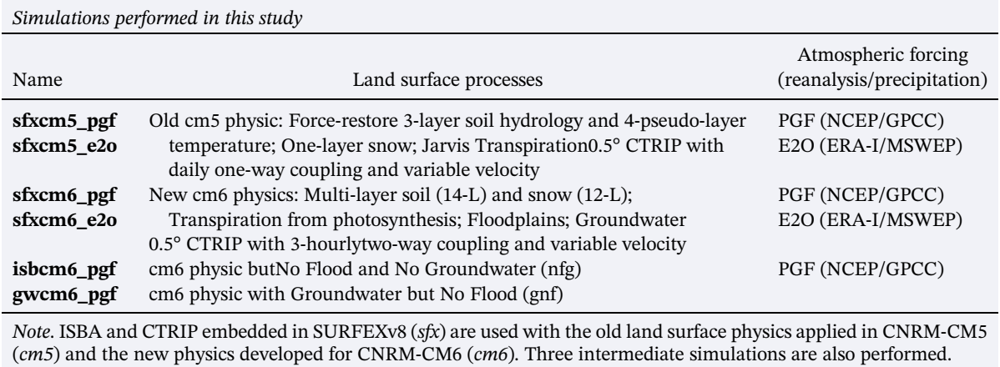 Simulations performed in this study
Atmospheric forcing
Name Land surface processes (reanalysis/precipitation)
sfxcm5_pgf Old cm5 physic: Force-restore 3-layer soil hydrology and 4-pseudo-layer PGF (NCEP/GPCC)
sfxcm5_e2o temperature; One-layer snow; Jarvis Transpiration0.5° CTRIP with E2O (ERA-I/MSWEP)
daily one-way coupling and variable velocity
sfxcm6_pgf New cm6 physics: Multi-layer soil (14-L) and snow (12-L); PGF (NCEP/GPCC)
sfxcm6_e2o Transpiration from photosynthesis; Floodplains; Groundwater E2O (ERA-I/MSWEP)
0.5° CTRIP with 3-hourlytwo-way coupling and variable velocity
isbcm6_pgf cm6 physic butNo Flood and No Groundwater (nfg) PGF (NCEP/GPCC)
gwcm6_pgf cm6 physic with Groundwater but No Flood (gnf)
Note. ISBA and CTRIP embedded in SURFEXv8 (sfx) are used with the old land surface physics applied in CNRM-CM5
(cm5) and the new physics developed for CNRM-CM6 (cm6). Three intermediate simulations are also performed.